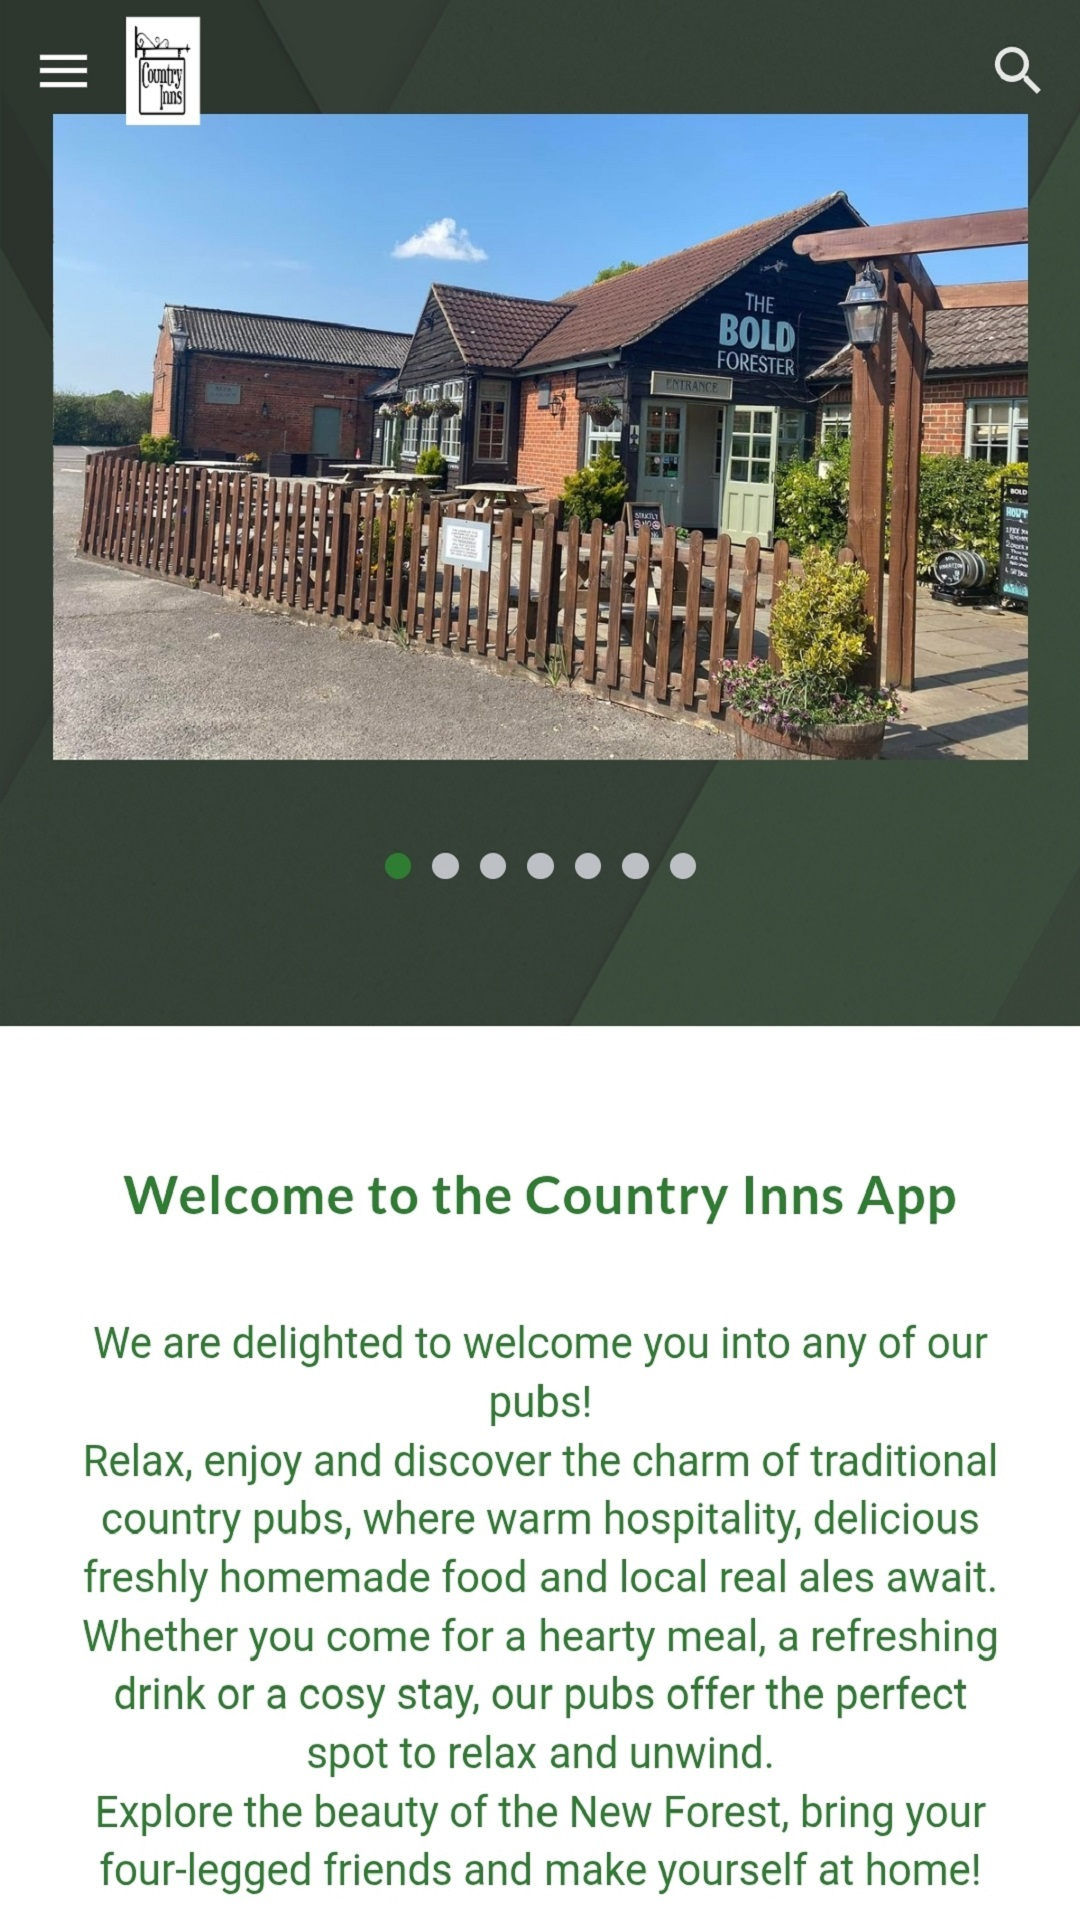 Country
Inns
THE
BOLD
FORESTER
ENTRANCE
STRICTLY
NO
BOLD
Welcome to the Country Inns App
We are delighted to welcome you into any of our
pubs!
Relax, enjoy and discover the charm of traditional
country pubs, where warm hospitality, delicious
freshly homemade food and local real ales await.
Whether you come for a hearty meal, a refreshing
drink or a cosy stay, our pubs offer the perfect
spot to relax and unwind.
Explore the beauty of the New Forest, bring your
four-legged friends and make yourself at home!